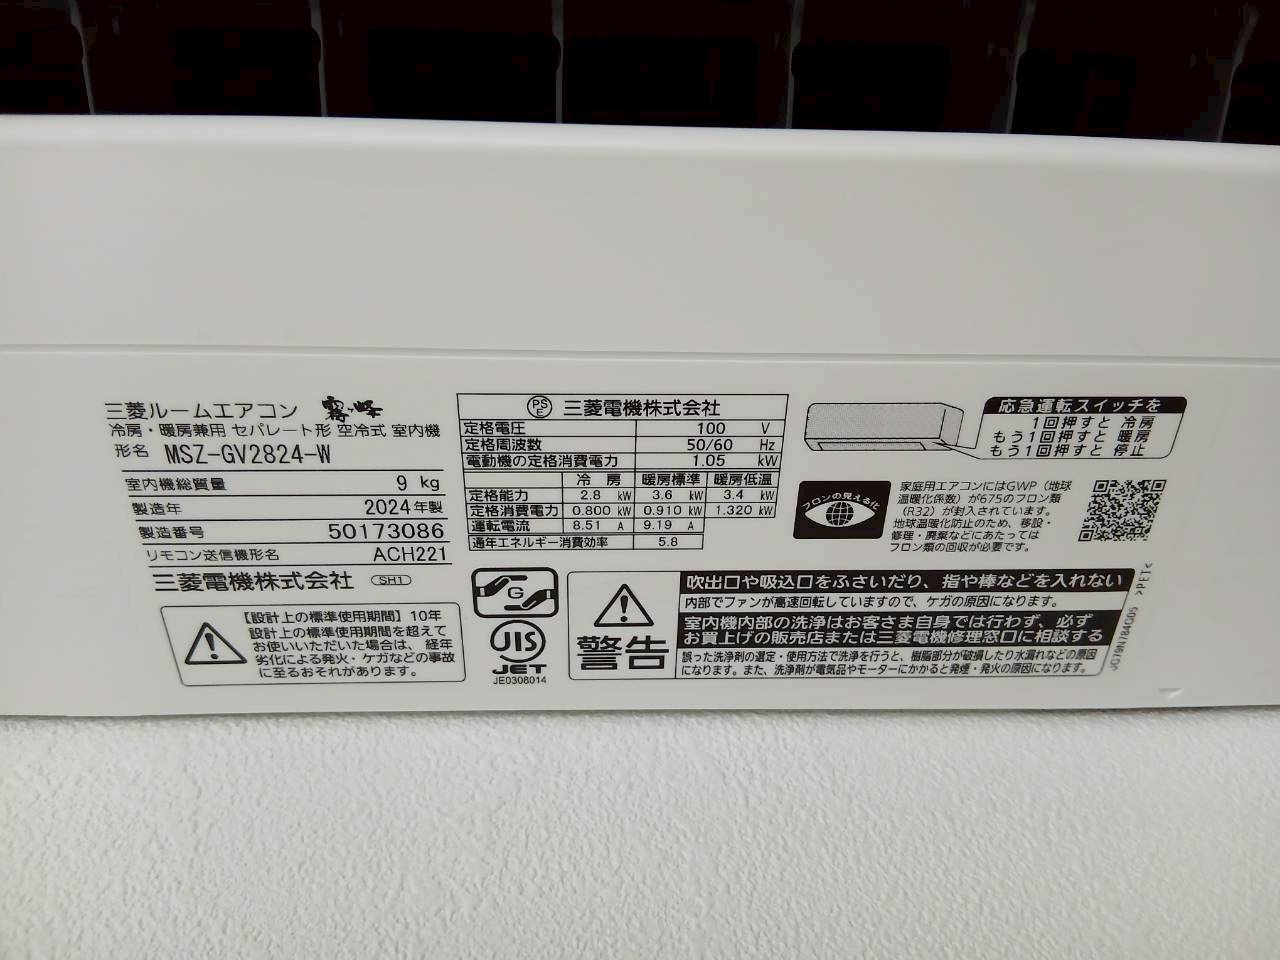 三菱ルームエアコン 霧ヶ峰
冷房・暖房兼用 セパレート形 空冷式 室内機
形名 MSZ-GV2824-W
室内機総質量 9 kg
製造年 2024年製
製造番号 50173086
リモコン送信機形名 ACH221
三菱電機株式会社 SH1
【設計上の標準使用期間】10年
設計上の標準使用期間を超えて
お使いいただいた場合は、経年
劣化による発火・ケガなどの事故
に至るおそれがあります。
PSE 三菱電機株式会社
定格電圧 100 V
定格周波数 50/60 Hz
電動機の定格消費電力 1.05 kW
冷房 暖房標準 暖房低温
定格能力 2.8 kW 3.6 kW 3.4 kW
定格消費電力 0.800 kW 0.910 kW 1.320 kW
運転電流 8.51 A 9.19 A
通年エネルギー消費効率 5.8
G
JIS
JET
JE0308014
応急運転スイッチを
1回押すと 冷房
もう1回押すと 暖房
もう1回押すと 停止
フロンの見える化
家庭用エアコンにはGWP（地球
温暖化係数）が675のフロン類
（R32）が封入されています。
地球温暖化防止のため、移設・
修理・廃棄などにあたっては
フロン類の回収が必要です。
警告
吹出口や吸込口をふさいだり、指や棒などを入れない
内部でファンが高速回転していますので、ケガの原因になります。
室内機内部の洗浄はお客さま自身では行わず、必ず
お買上げの販売店または三菱電機修理窓口に相談する
誤った洗浄剤の選定・使用方法で洗浄を行うと、樹脂部分が破損したり水漏れなどの原因
になります。また、洗浄剤が電気品やモーターにかかると発煙・発火の原因になります。
>PET<
JG79N784G05